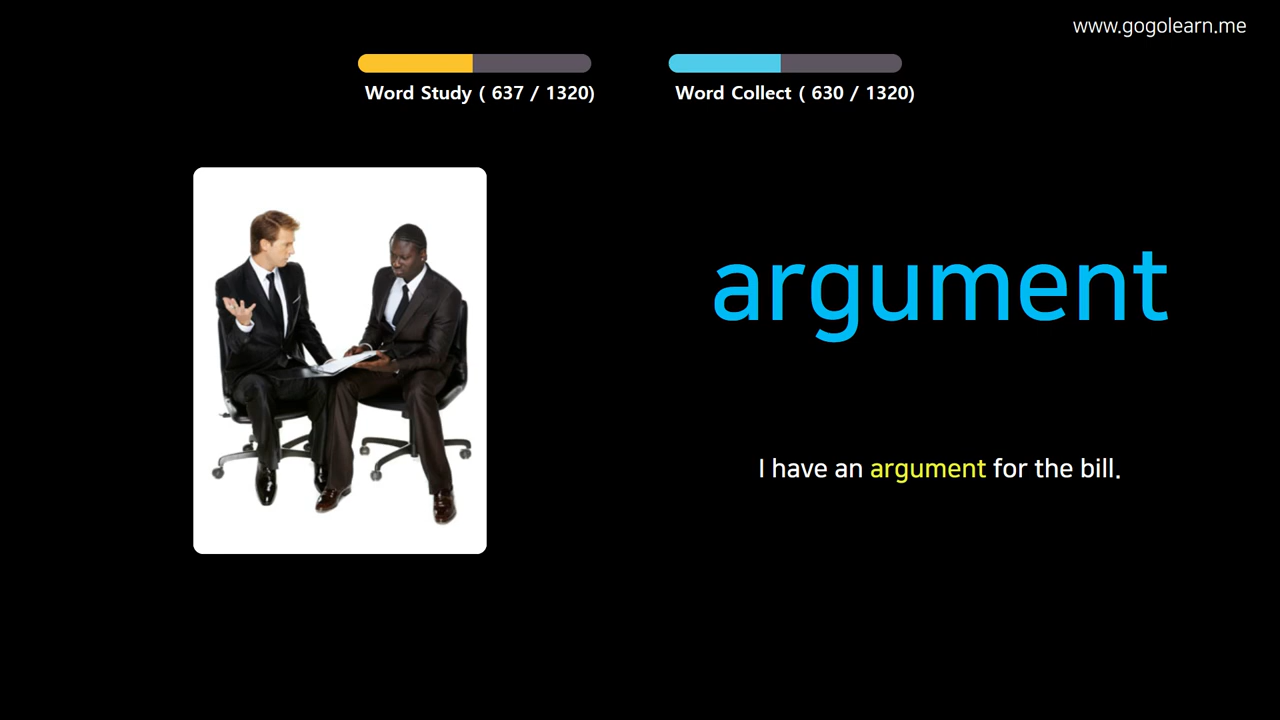 www.gogolearn.me
Word Study ( 637 / 1320)
Word Collect ( 630 / 1320)
argument
I have an argument for the bill.